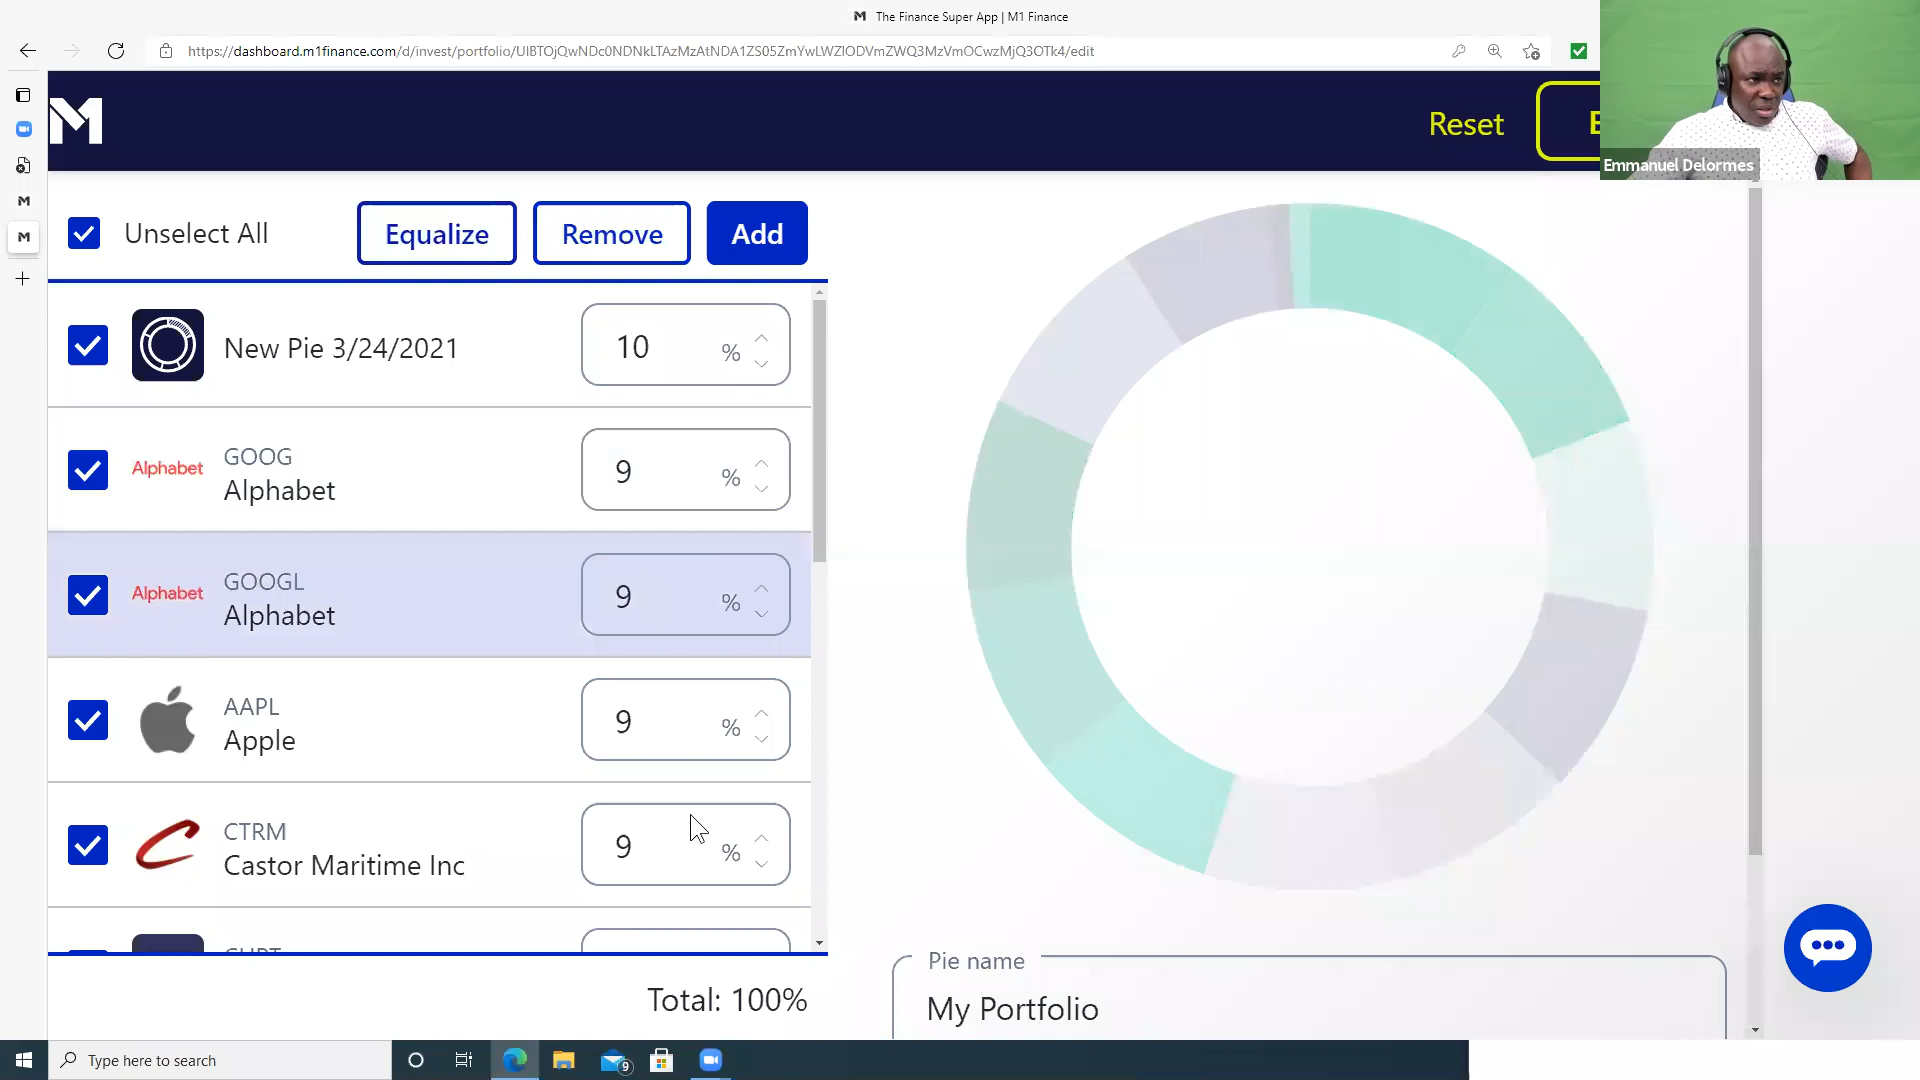 The Finance Super App | M1 Finance
https://dashboard.m1finance.com/d/invest/portfolio/UlBTOjQwNDc0NDNkLTAzMzAtNDA1ZS05ZmYwLWZlODVmZWQ3MzVmOCwzMjQ3OTk4/edit
Reset
Emmanuel Delormes
Unselect All
Equalize
Remove
Add
New Pie 3/24/2021
10 %
Alphabet
GOOG
Alphabet
9 %
Alphabet
GOOGL
Alphabet
9 %
AAPL
Apple
9 %
CTRM
Castor Maritime Inc
9 %
Total: 100%
Pie name
My Portfolio
Type here to search
9